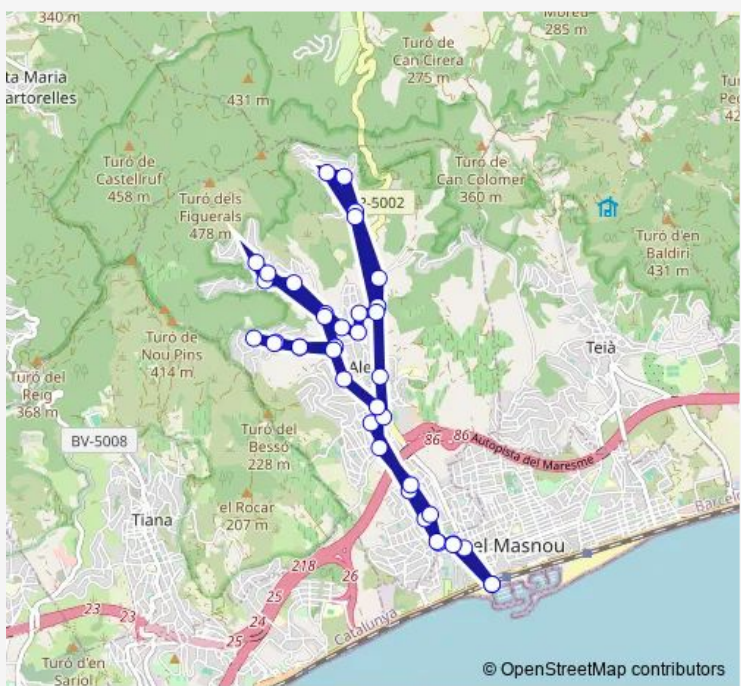 340 m
Moreu
285 m
Turó de
Can Cirera
275 m
ta Maria
artorelles
431 m
Turó de
Castellruf
458 m
Turó de
Can Colomer
360 m
P-5002
Turó dels
Figuerals
478 m
Turó d'en
Baldiri
431 m
Turó de
Nou Pins
414 m
Teià
Ale
Turó del
Reig
368 m
BV-5008
Turó del
Bessó
228 m
86
86
Autopista del Maresme
el Rocar
207 m
Tiana
el Masnou
Barcel
218
25
26
24
23
23
25
Catalunya
Turó d'en
Sariol
© OpenStreetMap contributors